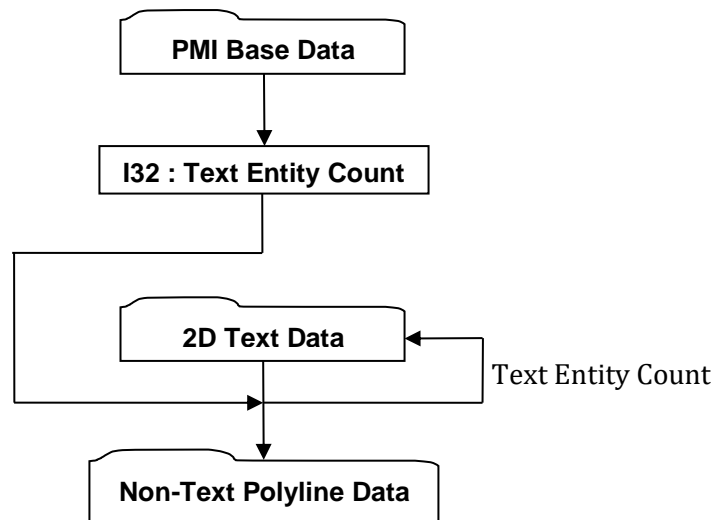 PMI Base Data
I32 : Text Entity Count
2D Text Data
Text Entity Count
Non-Text Polyline Data